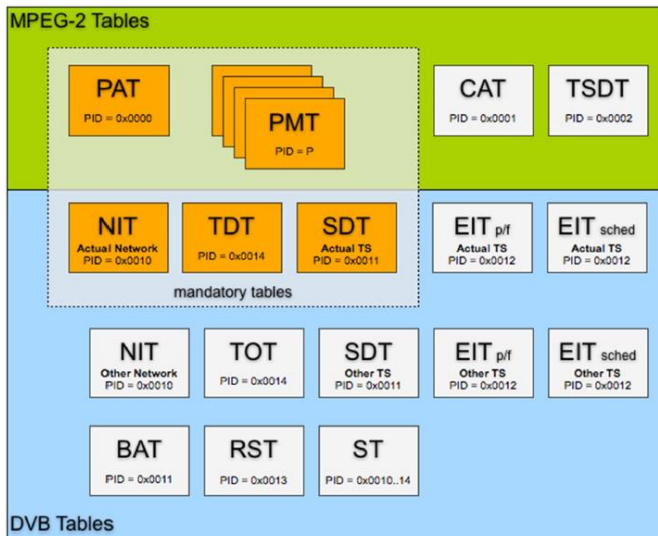 MPEG-2 Tables
PAT
PID = 0x0000
PMT
PID = P
CAT
PID = 0x0001
TSDT
PID = 0x0002
NIT
Actual Network
PID = 0x0010
TDT
PID = 0x0014
SDT
Actual TS
PID = 0x0011
EIT p/f
Actual TS
PID = 0x0012
EIT sched
Actual TS
PID = 0x0012
mandatory tables
NIT
Other Network
PID = 0x0010
TOT
PID = 0x0014
SDT
Other TS
PID = 0x0011
EIT p/f
Other TS
PID = 0x0012
EIT sched
Other TS
PID = 0x0012
BAT
PID = 0x0011
RST
PID = 0x0013
ST
PID = 0x0010..14
DVB Tables